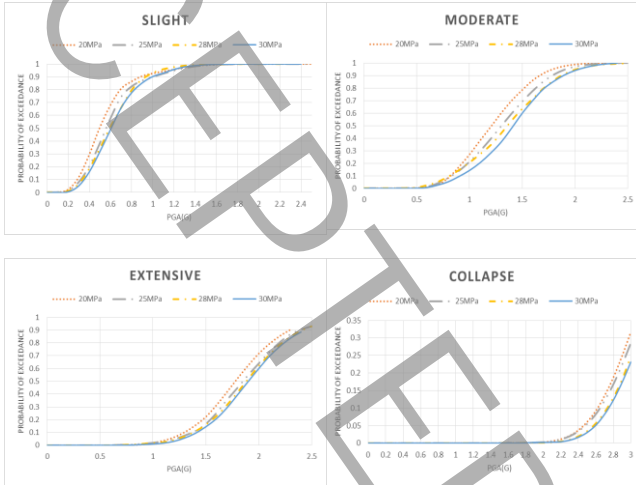 SLIGHT
20MPa 25MPa 28MPa 30MPa
PROBABILITY OF EXCEEDANCE
1
0.9
0.8
0.7
0.6
0.5
0.4
0.3
0.2
0.1
0
0 0.2 0.4 0.6 0.8 1 1.2 1.4 1.6 1.8 2 2.2 2.4
PGA(G)
MODERATE
20MPa 25MPa 28MPa 30MPa
PROBABILITY OF EXCEEDANCE
1
0.9
0.8
0.7
0.6
0.5
0.4
0.3
0.2
0.1
0
0 0.5 1 1.5 2 2.5
PGA(G)
EXTENSIVE
20MPa 25MPa 28MPa 30MPa
PROBABILITY OF EXCEEDANCE
1
0.9
0.8
0.7
0.6
0.5
0.4
0.3
0.2
0.1
0
0 0.5 1 1.5 2 2.5
PGA(G)
COLLAPSE
20MPa 25MPa 28MPa 30MPa
PROBABILITY OF EXCEEDANCE
0.35
0.3
0.25
0.2
0.15
0.1
0.05
0
0 0.2 0.4 0.6 0.8 1 1.2 1.4 1.6 1.8 2 2.2 2.4 2.6 2.8 3
PGA(G)
CEPTE